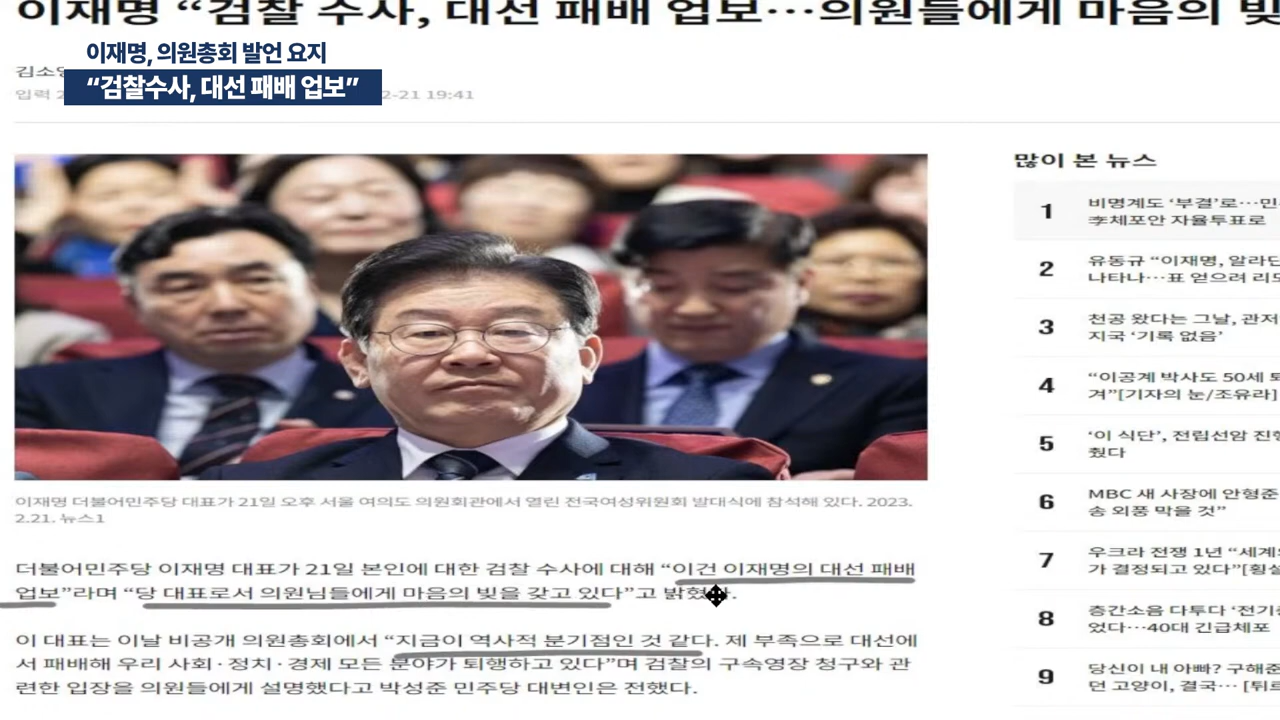 이재명 “검찰 수사, 대선 패배 업보…의원들에게 마음의 빚
이재명, 의원총회 발언 요지
“검찰수사, 대선 패배 업보”
김소영
입력 2
2-21 19:41
이재명 더불어민주당 대표가 21일 오후 서울 여의도 의원회관에서 열린 전국여성위원회 발대식에 참석해 있다. 2023.
2.21. 뉴스1
더불어민주당 이재명 대표가 21일 본인에 대한 검찰 수사에 대해 “이건 이재명의 대선 패배
업보”라며 “당 대표로서 의원님들에게 마음의 빚을 갖고 있다”고 밝혔다.
이 대표는 이날 비공개 의원총회에서 “지금이 역사적 분기점인 것 같다. 제 부족으로 대선에
서 패배해 우리 사회·정치·경제 모든 분야가 퇴행하고 있다”며 검찰의 구속영장 청구와 관
련한 입장을 의원들에게 설명했다고 박성준 민주당 대변인은 전했다.
많이 본 뉴스
1 비명계도 ‘부결’로…민
李체포안 자율투표로
2 유동규 “이재명, 알라딘
나타나…표 얻으려 리
3 천공 왔다는 그날, 관저
지국 ‘기록 없음’
4 “이공계 박사도 50세 퇴
겨”[기자의 눈/조유라]
5 ‘이 식단’, 전립선암 진행
췄다
6 MBC 새 사장에 안형준
송 외풍 막을 것”
7 우크라 전쟁 1년 “세계
가 결정되고 있다”[횡설
8 층간소음 다투다 ‘전기
었다…40대 긴급체포
9 당신이 내 아빠? 구해준
던 고양이, 결국… [튀르